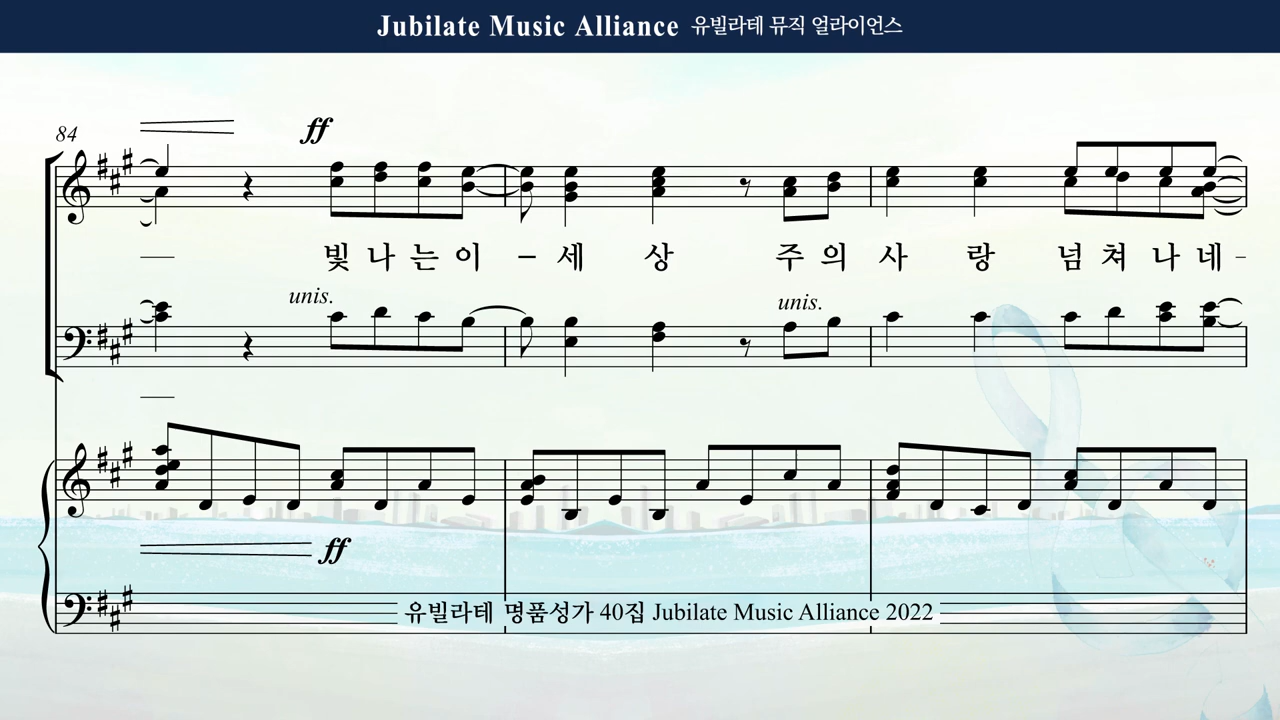 Jubilate Music Alliance 유빌라테 뮤직 얼라이언스
84
ff
빛 나 는 이 - 세 상 주 의 사 랑 넘 쳐 나 네 -
unis. unis.
ff
유빌라테 명품성가 40집 Jubilate Music Alliance 2022